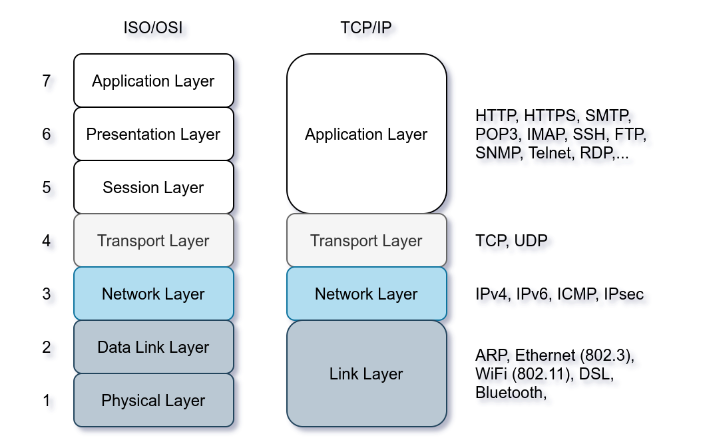 ISO/OSI
TCP/IP
7
Application Layer
6
Presentation Layer
5
Session Layer
Application Layer
HTTP, HTTPS, SMTP,
POP3, IMAP, SSH, FTP,
SNMP, Telnet, RDP,...
4
Transport Layer
Transport Layer
TCP, UDP
3
Network Layer
Network Layer
IPv4, IPv6, ICMP, IPsec
2
Data Link Layer
1
Physical Layer
Link Layer
ARP, Ethernet (802.3),
WiFi (802.11), DSL,
Bluetooth,